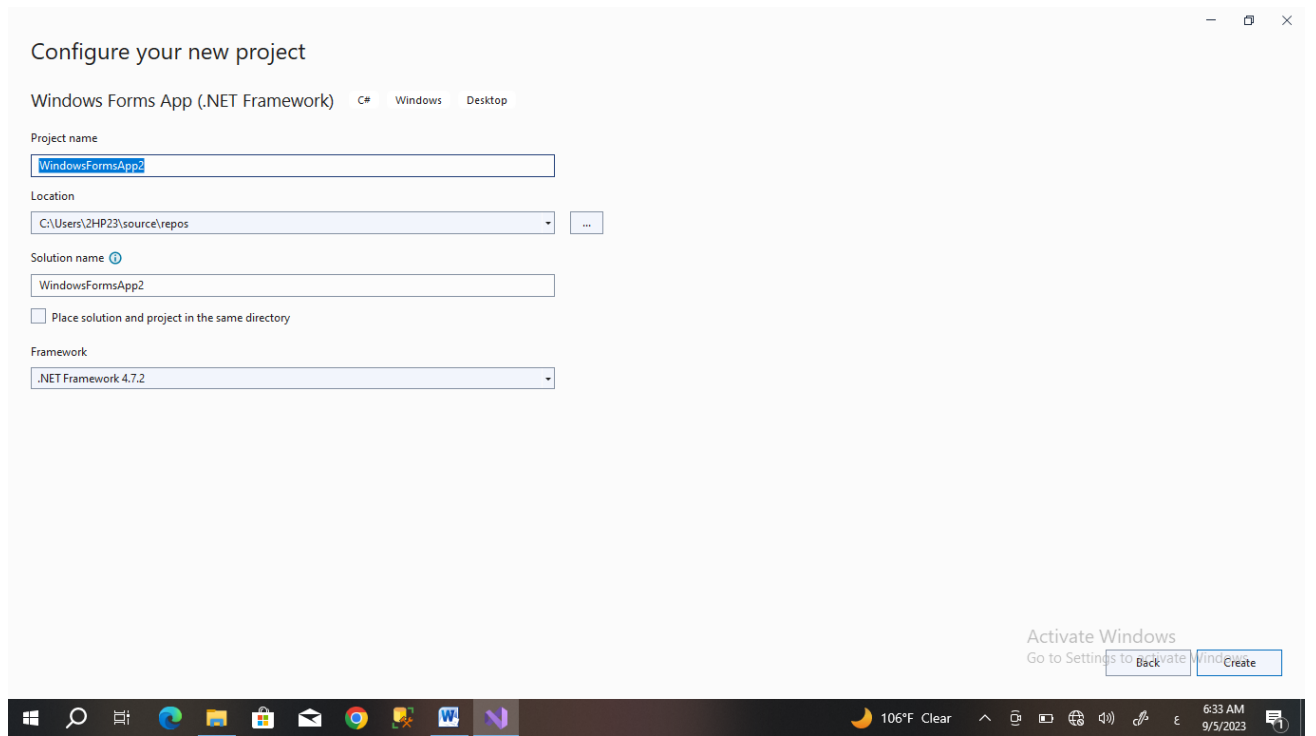 Configure your new project
Windows Forms App (.NET Framework) C# Windows Desktop
Project name
WindowsFormsApp2
Location
C:\Users\2HP23\source\repos
...
Solution name
WindowsFormsApp2
Place solution and project in the same directory
Framework
.NET Framework 4.7.2
Activate Windows
Go to Settings to activate Windows.
Back Create
106°F Clear
ع
6:33 AM
9/5/2023
1